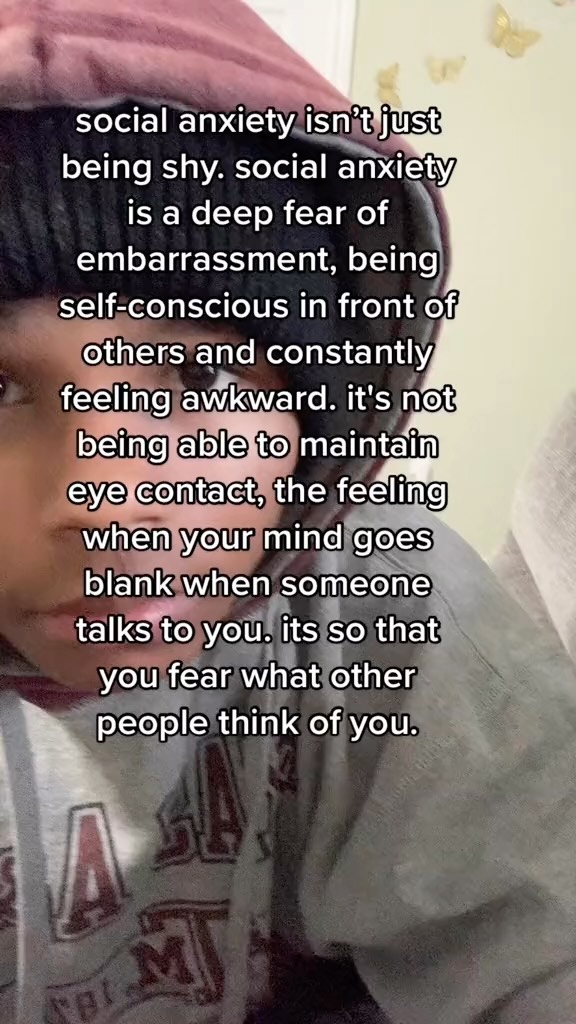 social anxiety isn't just
being shy. social anxiety
is a deep fear of
embarrassment, being
self-conscious in front of
others and constantly
feeling awkward. it's not
being able to maintain
eye contact, the feeling
when your mind goes
blank when someone
talks to you. its so that
you fear what other
people think of you.